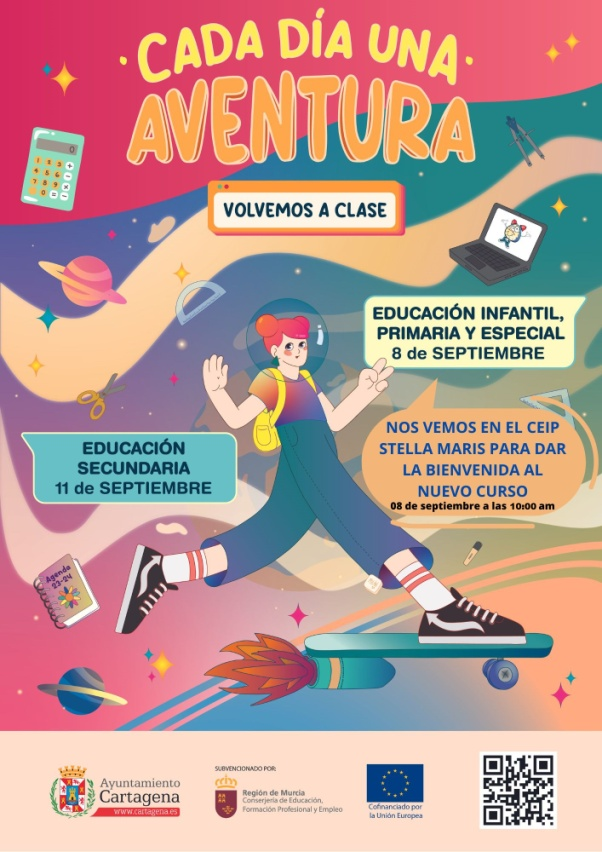 · CADA DÍA UNA ·
AVENTURA
VOLVEMOS A CLASE
EDUCACIÓN INFANTIL,
PRIMARIA Y ESPECIAL
8 de SEPTIEMBRE
NOS VEMOS EN EL CEIP
STELLA MARIS PARA DAR
LA BIENVENIDA AL
NUEVO CURSO
08 de septiembre a las 10:00 am
EDUCACIÓN
SECUNDARIA
11 de SEPTIEMBRE
Agenda
23-24
Ayuntamiento
Cartagena
www.cartagena.es
SUBVENCIONADO POR:
Región de Murcia
Consejería de Educación,
Formación Profesional y Empleo
Cofinanciado por
la Unión Europea